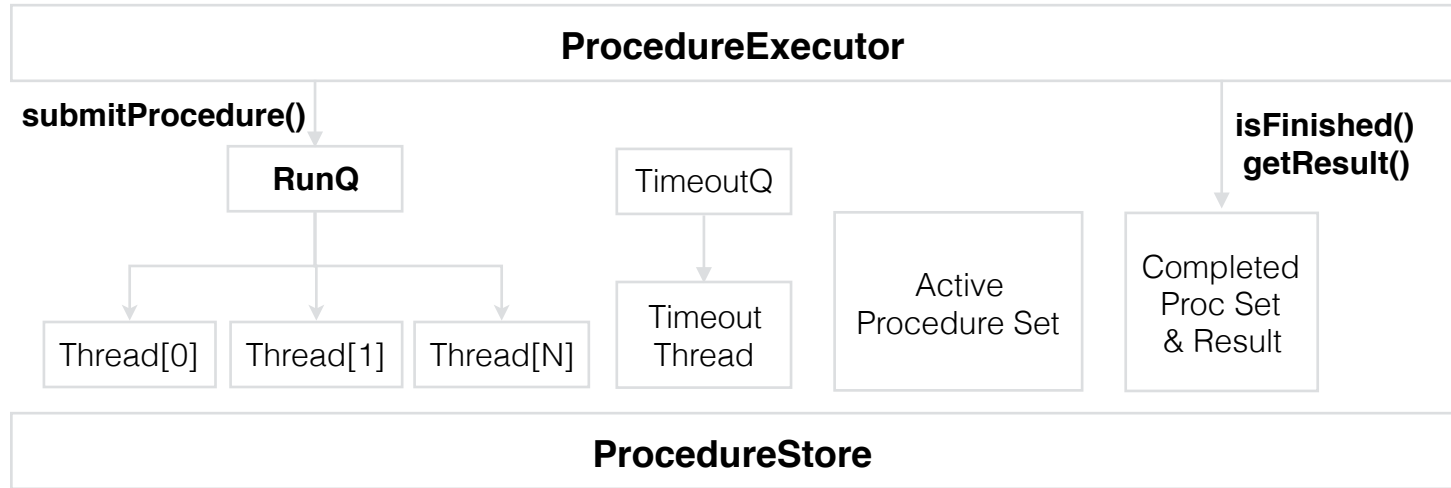 ProcedureExecutor
submitProcedure()
isFinished()
getResult()
RunQ
TimeoutQ
Active
Procedure Set
Completed
Proc Set
& Result
Timeout
Thread
Thread[0]
Thread[1]
Thread[N]
ProcedureStore